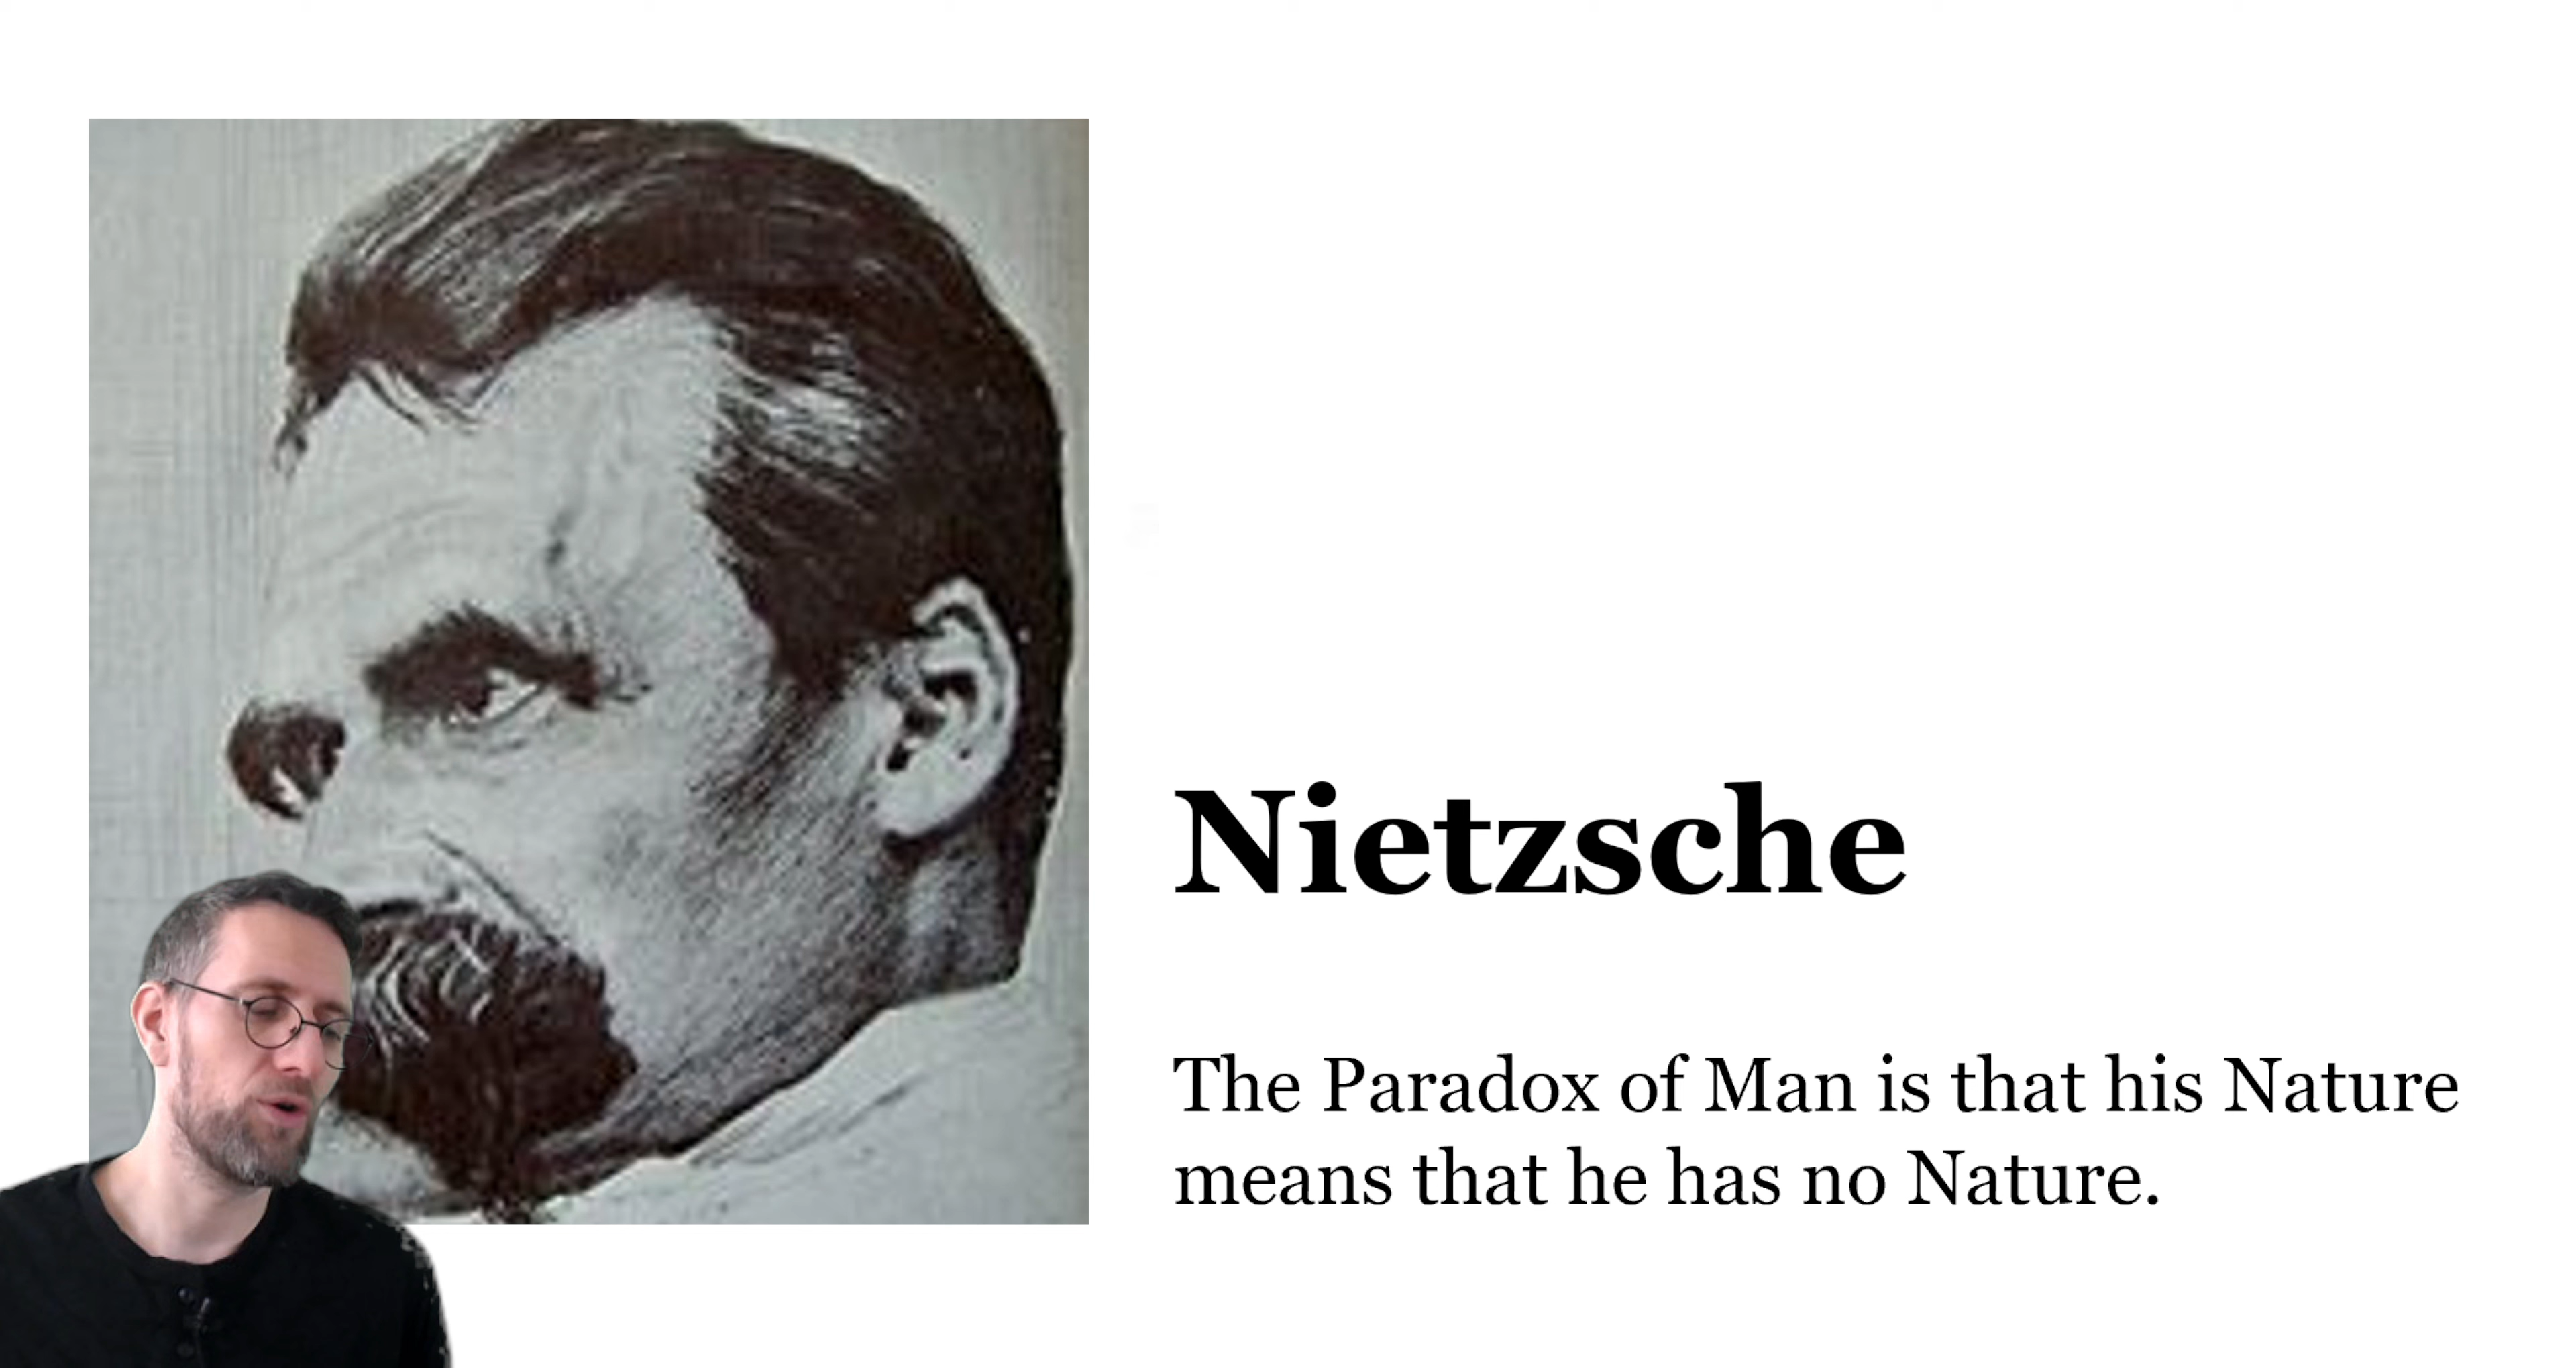 Nietzsche
The Paradox of Man is that his Nature
means that he has no Nature.